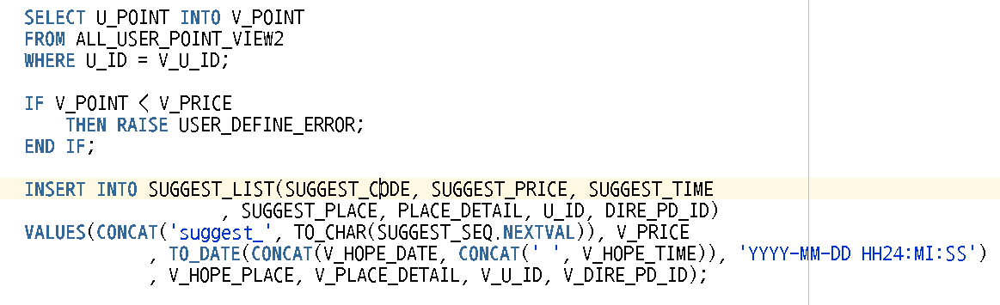 SELECT U_POINT INTO V_POINT
FROM ALL_USER_POINT_VIEW2
WHERE U_ID = V_U_ID;
IF V_POINT < V_PRICE
THEN RAISE USER_DEFINE_ERROR;
END IF;
INSERT INTO SUGGEST_LIST(SUGGEST_CODE, SUGGEST_PRICE, SUGGEST_TIME
, SUGGEST_PLACE, PLACE_DETAIL, U_ID, DIRE_PD_ID)
VALUES(CONCAT('suggest_', TO_CHAR(SUGGEST_SEQ.NEXTVAL)), V_PRICE
, TO_DATE(CONCAT(V_HOPE_DATE, CONCAT(' ', V_HOPE_TIME)), 'YYYY-MM-DD HH24:MI:SS')
, V_HOPE_PLACE, V_PLACE_DETAIL, V_U_ID, V_DIRE_PD_ID);